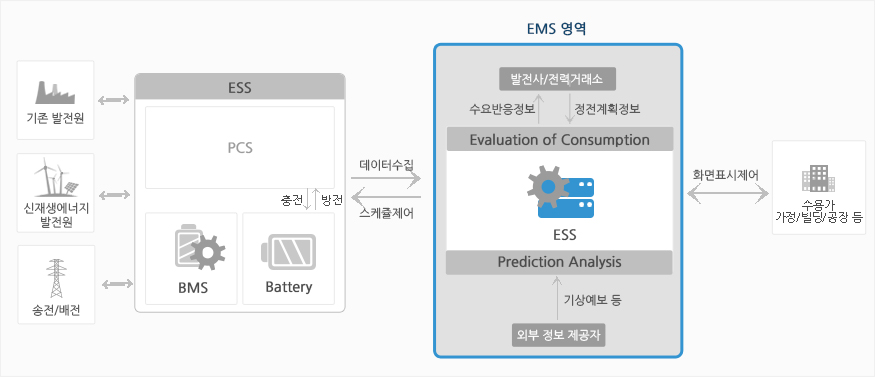 EMS 영역
기존 발전원
신재생에너지
발전원
송전/배전
ESS
PCS
충전
방전
BMS
Battery
데이터수집
스케쥴제어
발전사/전력거래소
수요반응정보
정전계획정보
Evaluation of Consumption
ESS
Prediction Analysis
기상예보 등
외부 정보 제공자
화면표시제어
수용가
가정/빌딩/공장 등